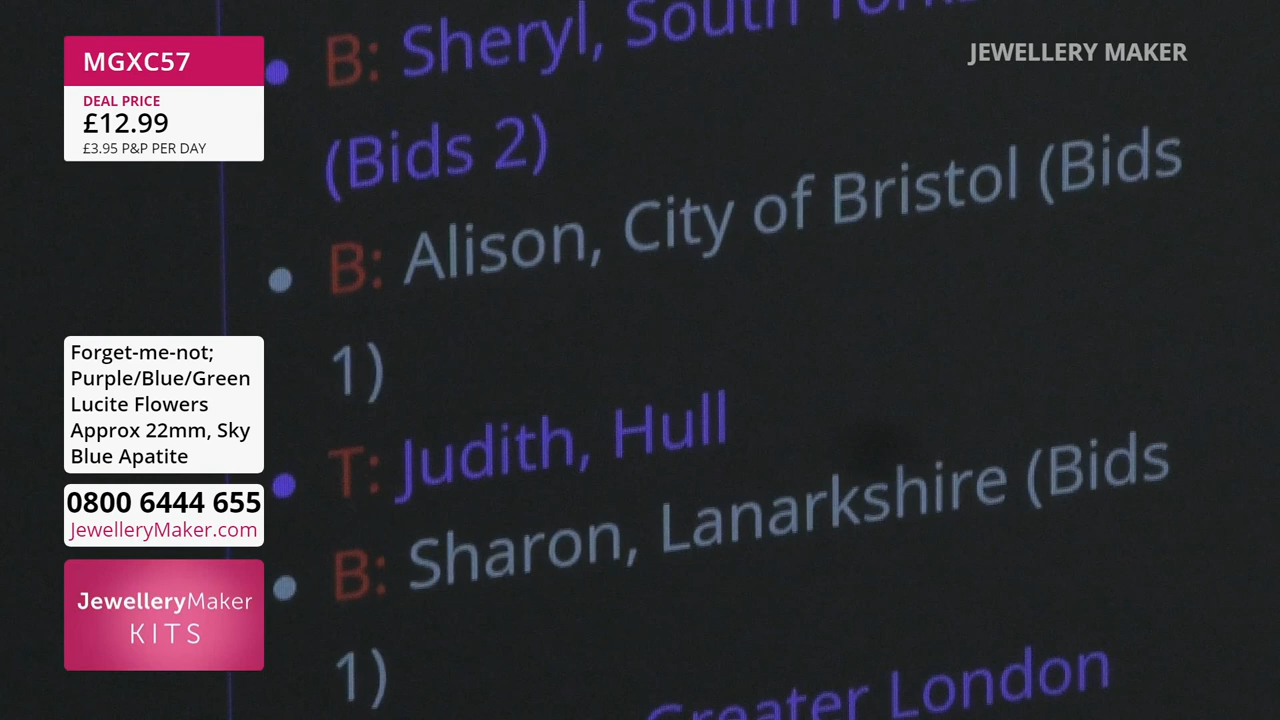 MGXC57
DEAL PRICE
£12.99
£3.95 P&P PER DAY
JEWELLERY MAKER
B: Sheryl, South
(Bids 2)
B: Alison, City of Bristol (Bids
1)
T: Judith, Hull
B: Sharon, Lanarkshire (Bids
1)
Greater London
Forget-me-not;
Purple/Blue/Green
Lucite Flowers
Approx 22mm, Sky
Blue Apatite
0800 6444 655
JewelleryMaker.com
JewelleryMaker
KITS